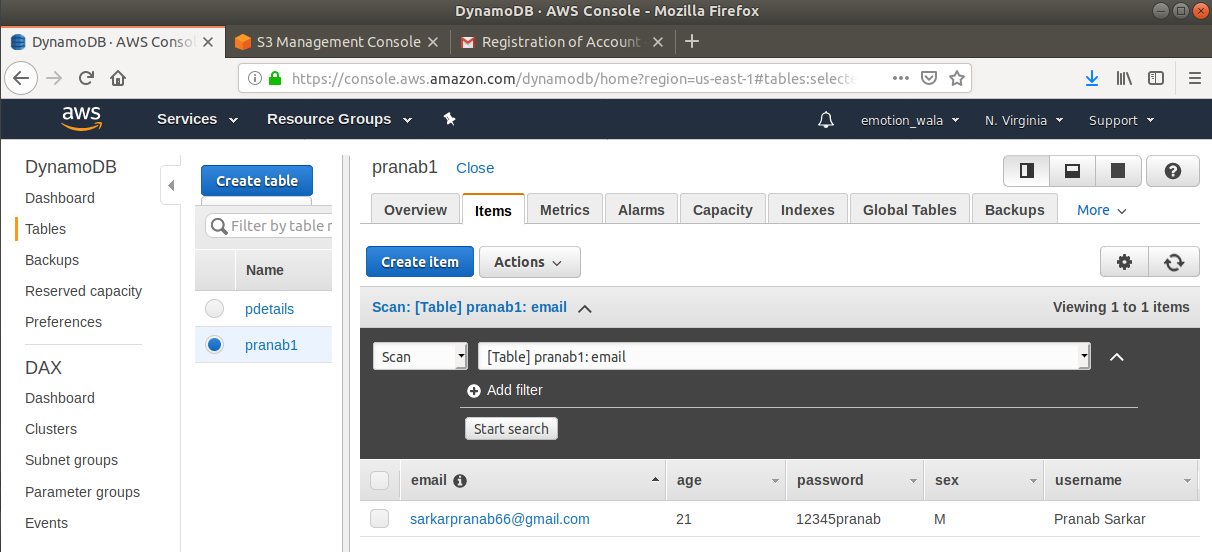 DynamoDB · AWS Console - Mozilla Firefox
DynamoDB · AWS Conso
S3 Management Console
Registration of Account
https://console.aws.amazon.com/dynamodb/home?region=us-east-1#tables:selecte
aws
Services
Resource Groups
emotion_wala
N. Virginia
Support
DynamoDB
Dashboard
Tables
Backups
Reserved capacity
Preferences
DAX
Dashboard
Clusters
Subnet groups
Parameter groups
Events
Create table
Filter by table n
Name
pdetails
pranab1
pranab1 Close
Overview Items Metrics Alarms Capacity Indexes Global Tables Backups More
Create item Actions
Scan: [Table] pranab1: email Viewing 1 to 1 items
Scan [Table] pranab1: email
Add filter
Start search
email age password sex username
sarkarpranab66@gmail.com 21 12345pranab M Pranab Sarkar